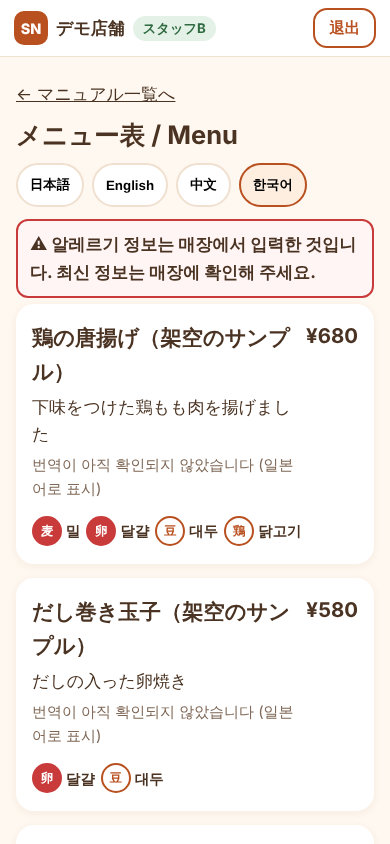 SN デモ店舗 スタッフB 退出
← マニュアル一覧へ
メニュー表 / Menu
日本語 English 中文 한국어
⚠ 알레르기 정보는 매장에서 입력한 것입니
다. 최신 정보는 매장에 확인해 주세요.
鶏の唐揚げ（架空のサンプ ¥680
ル）
下味をつけた鶏もも肉を揚げまし
た
번역이 아직 확인되지 않았습니다 (일본
어로 표시)
麦 밀 卵 달걀 豆 대두 鶏 닭고기
だし巻き玉子（架空のサン ¥580
プル）
だしの入った卵焼き
번역이 아직 확인되지 않았습니다 (일본
어로 표시)
卵 달걀 豆 대두